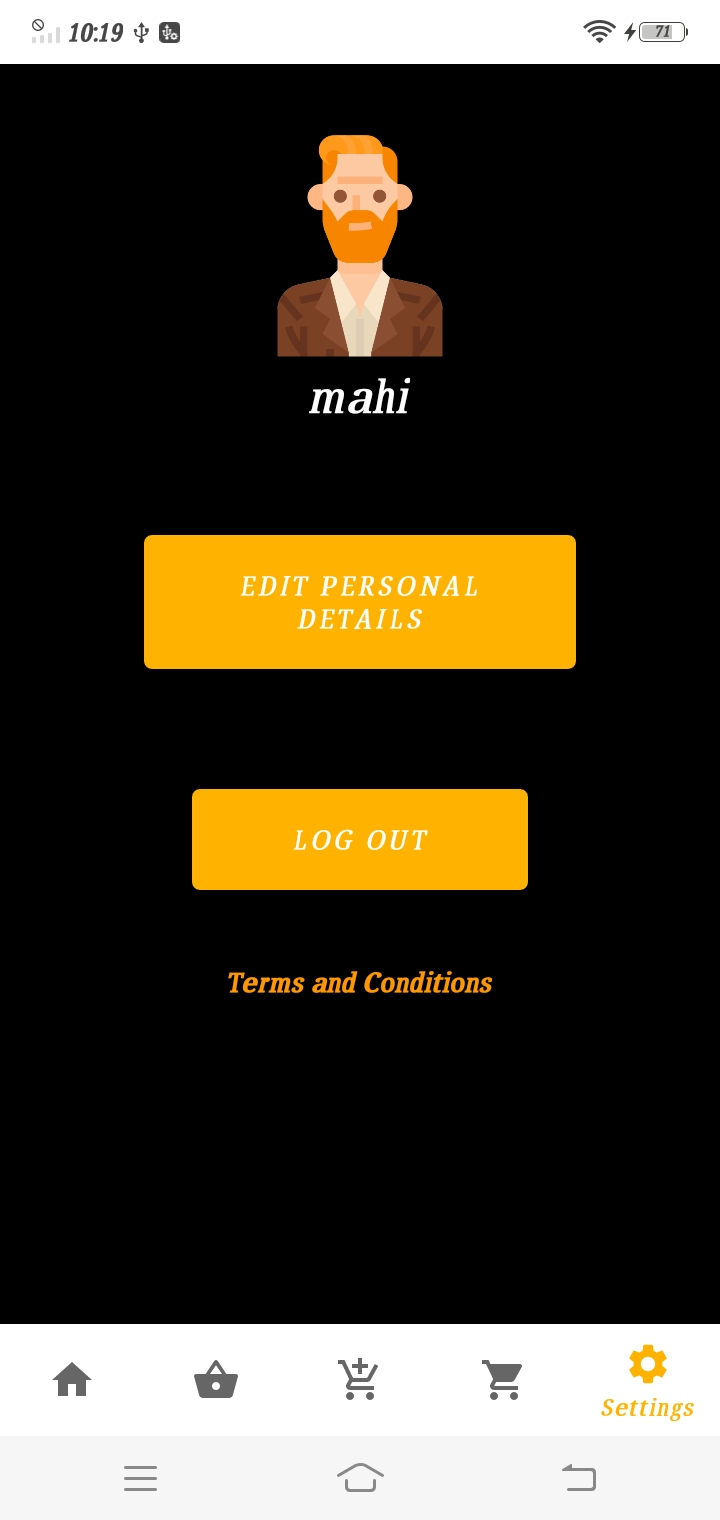 10:19
71
mahi
EDIT PERSONAL
DETAILS
LOG OUT
Terms and Conditions
Settings